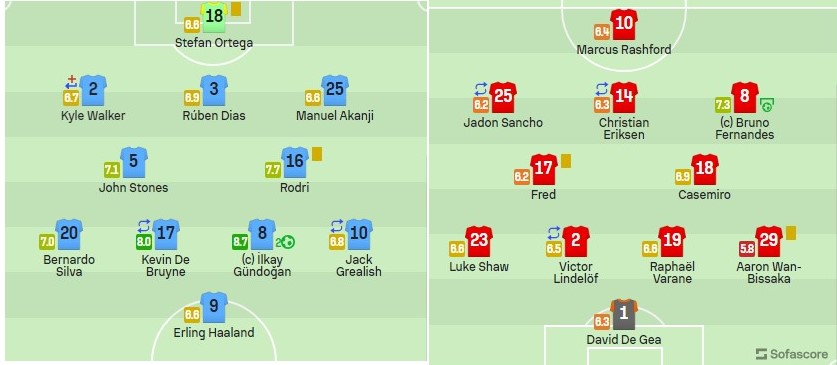 6.6 18
Stefan Ortega
6.7 2
Kyle Walker
6.9 3
Rúben Dias
6.6 25
Manuel Akanji
7.1 5
John Stones
7.7 16
Rodri
7.0 20
Bernardo
Silva
8.0 17
Kevin De
Bruyne
8.7 8 2
(c) İlkay
Gündoğan
6.8 10
Jack
Grealish
6.6 9
Erling Haaland
6.4 10
Marcus Rashford
6.2 25
Jadon Sancho
6.3 14
Christian
Eriksen
7.3 8
(c) Bruno
Fernandes
6.2 17
Fred
6.9 18
Casemiro
6.6 23
Luke Shaw
6.5 2
Victor
Lindelöf
6.6 19
Raphaël
Varane
5.8 29
Aaron Wan-
Bissaka
6.3 1
David De Gea
Sofascore